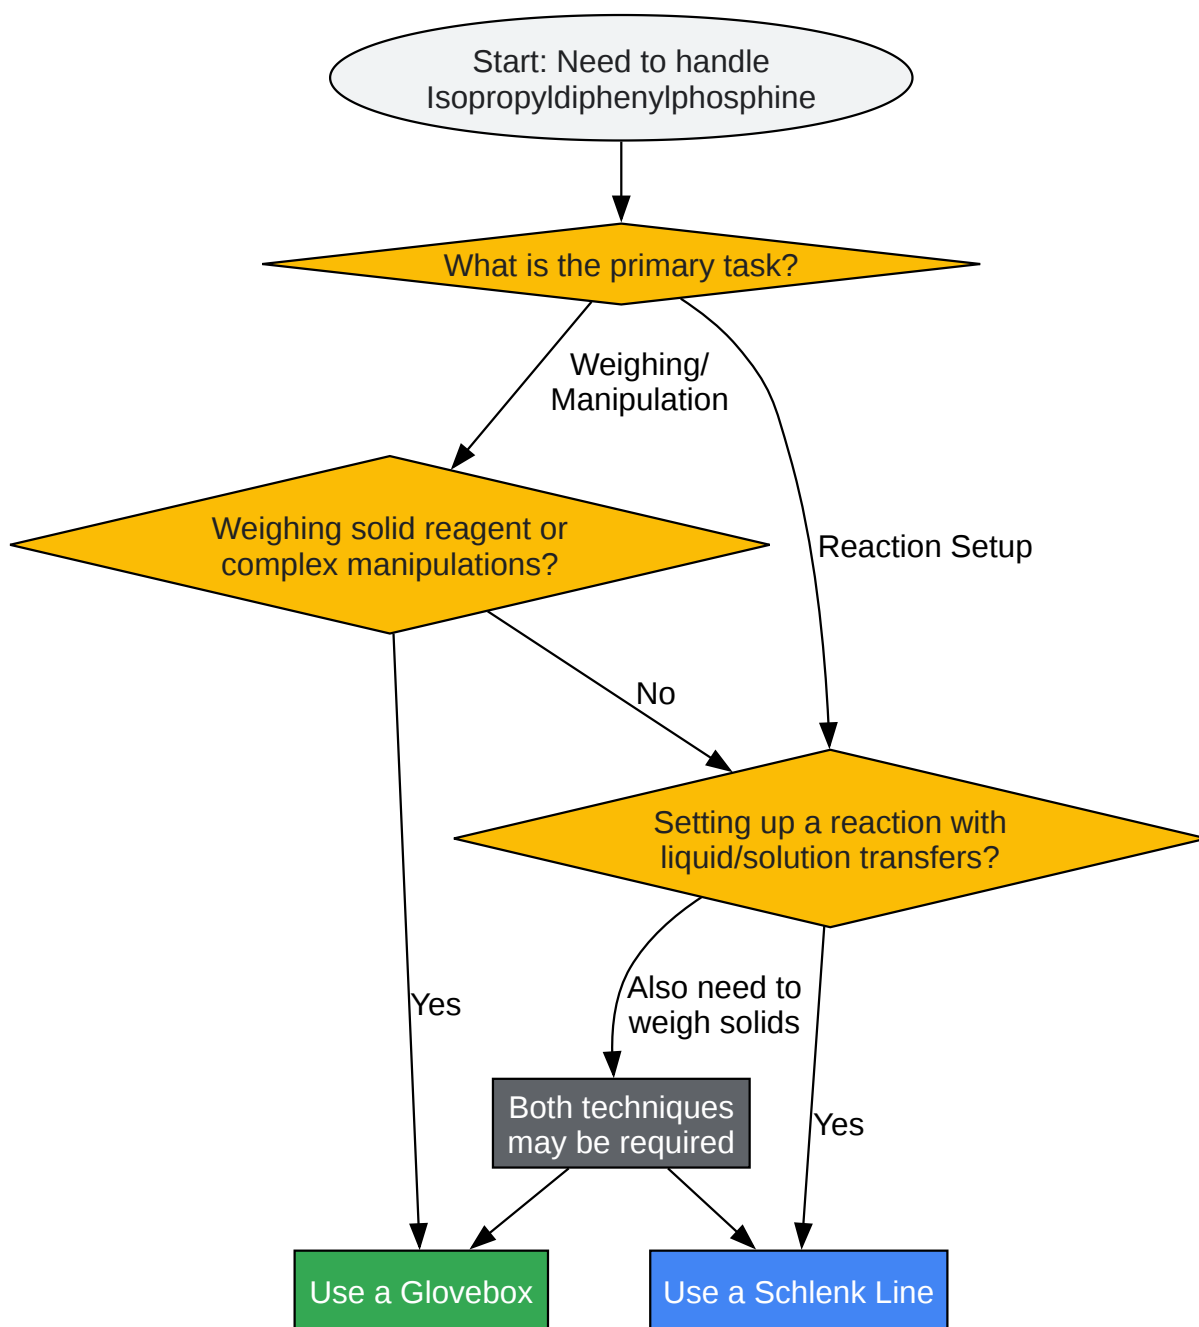 Start: Need to handle
Isopropyldiphenylphosphine
What is the primary task?
Weighing/
Manipulation
Weighing solid reagent or
complex manipulations?
Reaction Setup
No
Setting up a reaction with
liquid/solution transfers?
Also need to
weigh solids
Yes
Both techniques
may be required
Yes
Use a Glovebox
Use a Schlenk Line